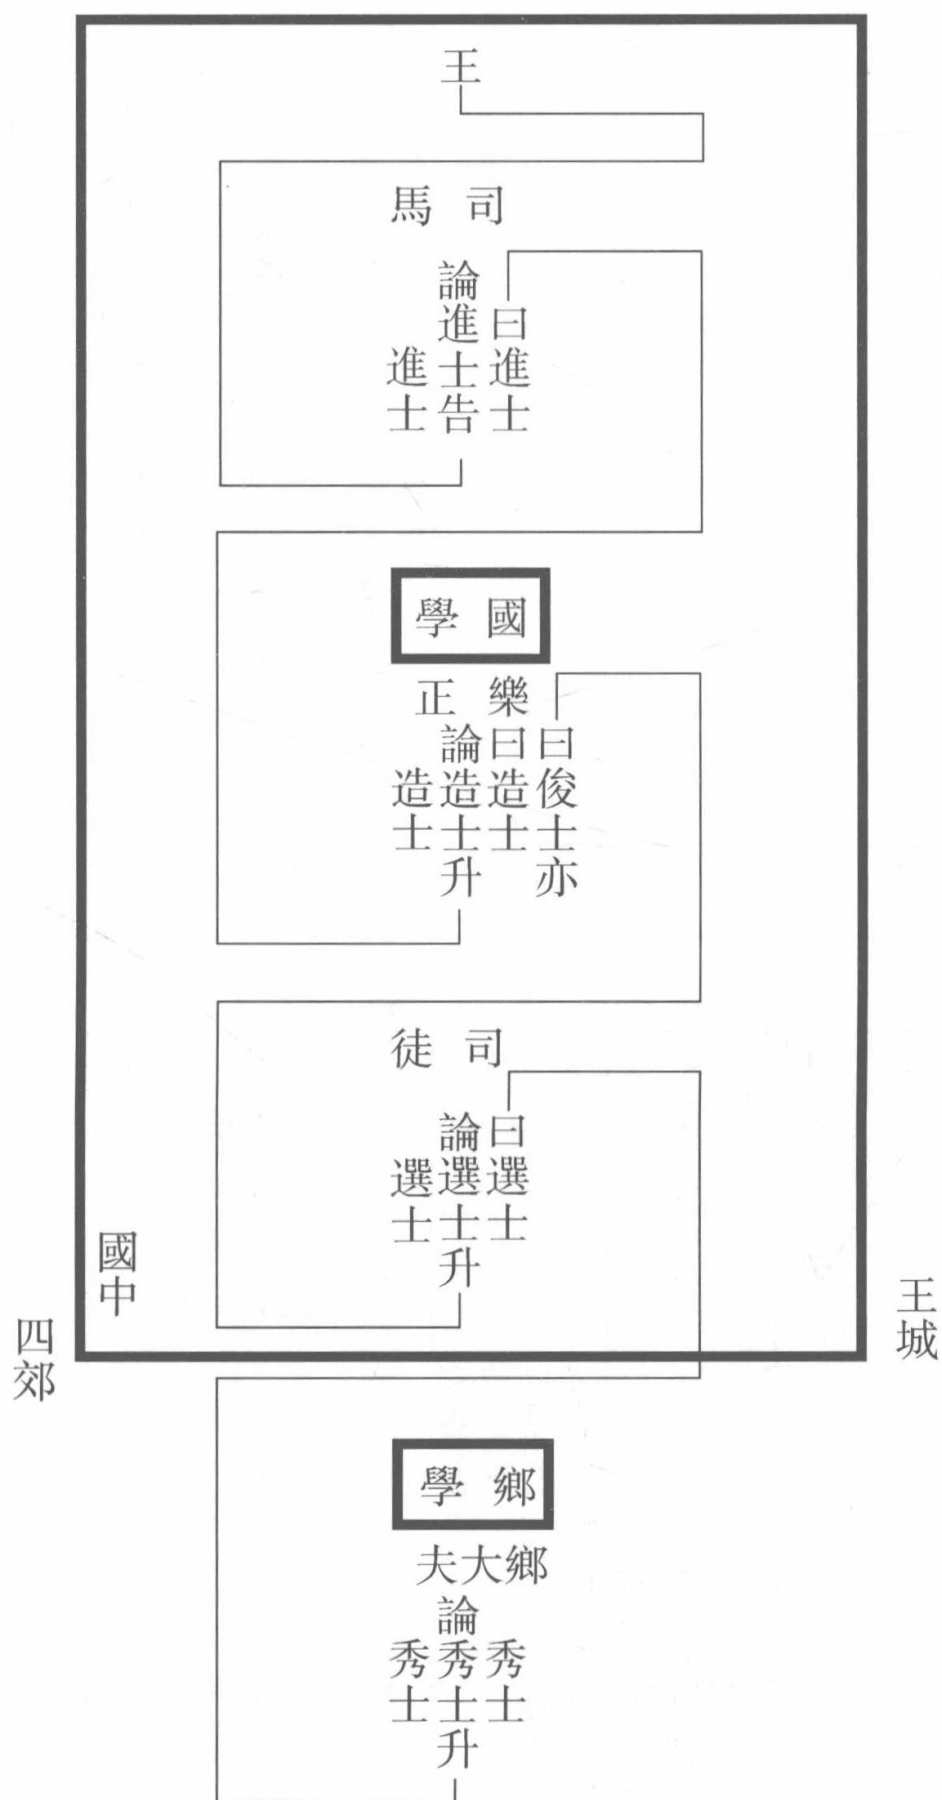 王
司馬
曰進士
論進士告
進士
國學
樂正
曰俊士亦
曰造士
論造士升
造士
司徒
曰選士
論選士升
選士
國中
王城
四郊
鄉學
鄉大夫
秀士
論秀士升
秀士